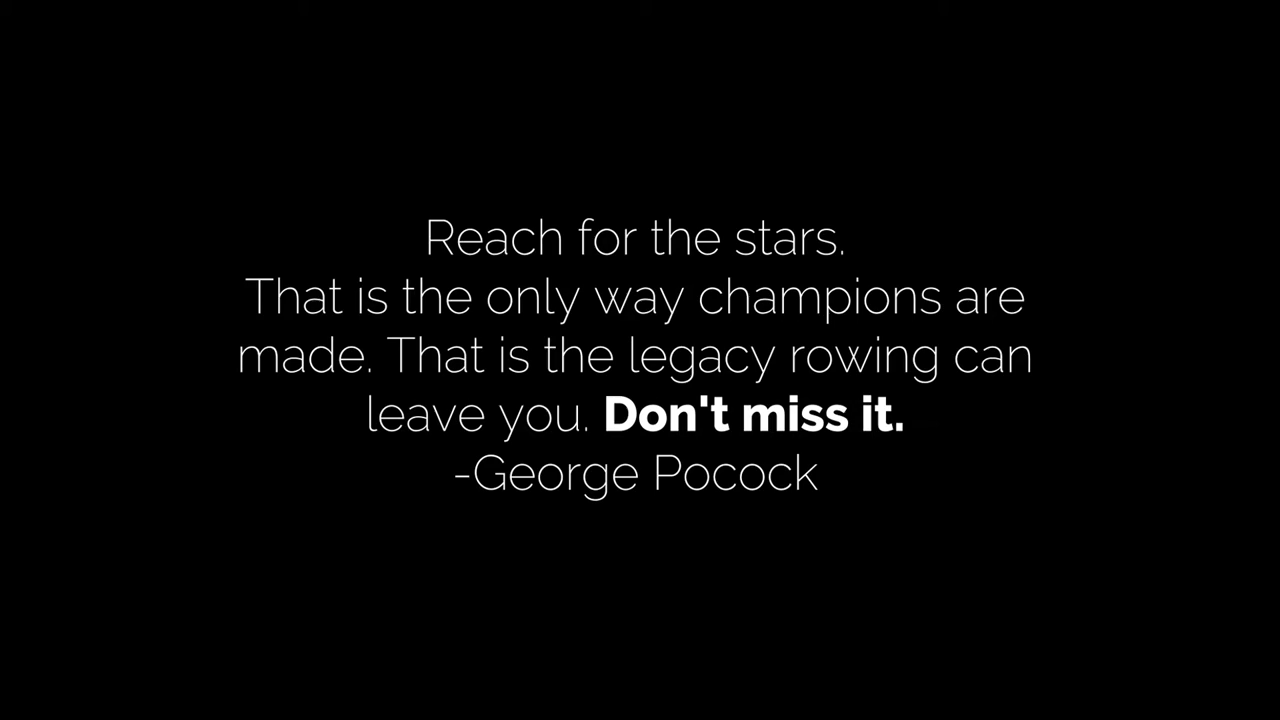 Reach for the stars.
That is the only way champions are
made. That is the legacy rowing can
leave you. Don't miss it.
-George Pocock